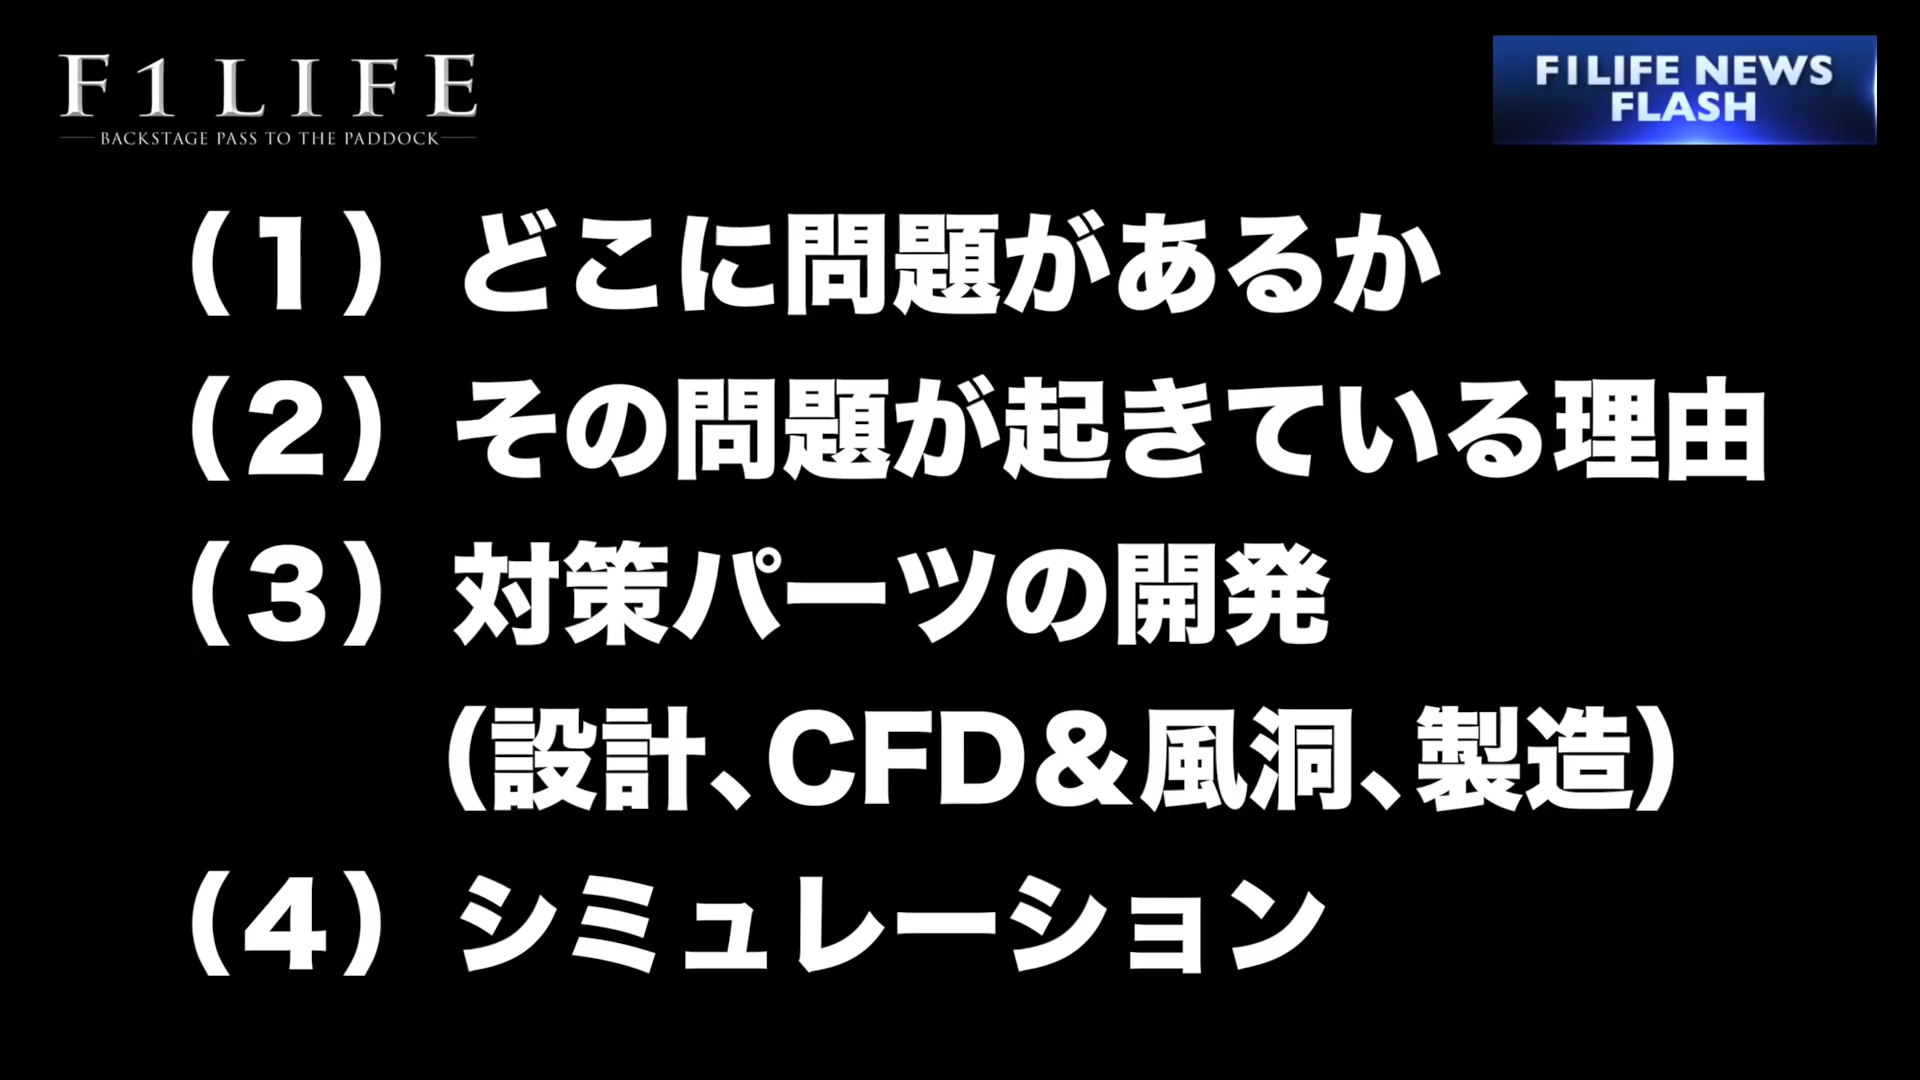 F1 LIFE
BACKSTAGE PASS TO THE PADDOCK
F1LIFE NEWS
FLASH
（1）どこに問題があるか
（2）その問題が起きている理由
（3）対策パーツの開発
（設計、CFD＆風洞、製造）
（4）シミュレーション